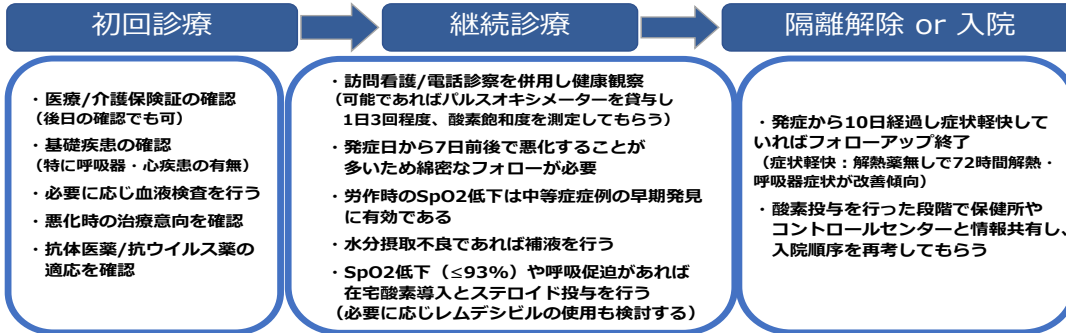 初回診療
継続診療
隔離解除 or 入院
・医療/介護保険証の確認
（後日の確認でも可）
・基礎疾患の確認
（特に呼吸器・心疾患の有無）
・必要に応じ血液検査を行う
・悪化時の治療意向を確認
・抗体医薬/抗ウイルス薬の
適応を確認
・訪問看護/電話診察を併用し健康観察
（可能であればパルスオキシメーターを貸与し
1日3回程度、酸素飽和度を測定してもらう）
・発症日から7日前後で悪化することが
多いため綿密なフォローが必要
・労作時のSpO2低下は中等症症例の早期発見
に有効である
・水分摂取不良であれば補液を行う
・SpO2低下（≤93%）や呼吸促迫があれば
在宅酸素導入とステロイド投与を行う
（必要に応じレムデシビルの使用も検討する）
・発症から10日経過し症状軽快して
いればフォローアップ終了
（症状軽快：解熱薬無しで72時間解熱・
呼吸器症状が改善傾向）
・酸素投与を行った段階で保健所や
コントロールセンターと情報共有し、
入院順序を再考してもらう